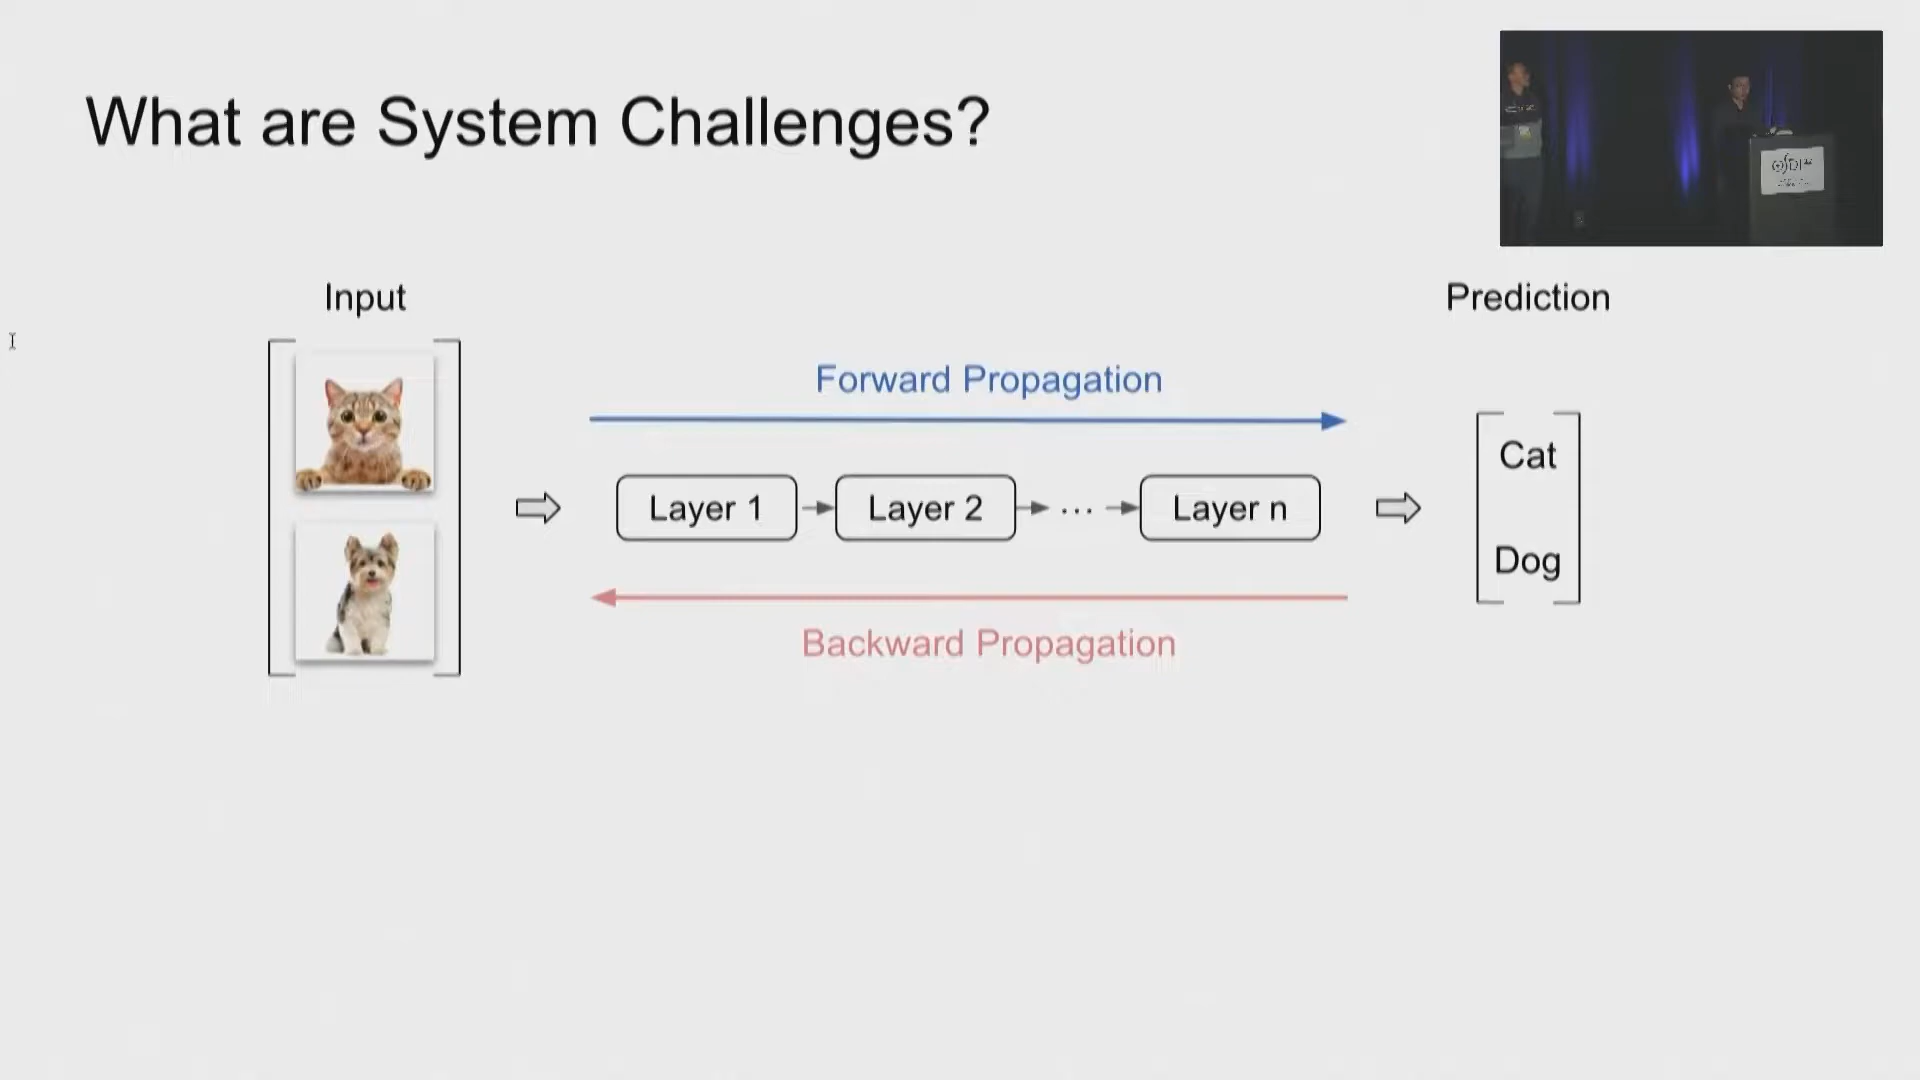 What are System Challenges?
Input
Prediction
Forward Propagation
Layer 1
Layer 2
...
Layer n
Cat
Dog
Backward Propagation